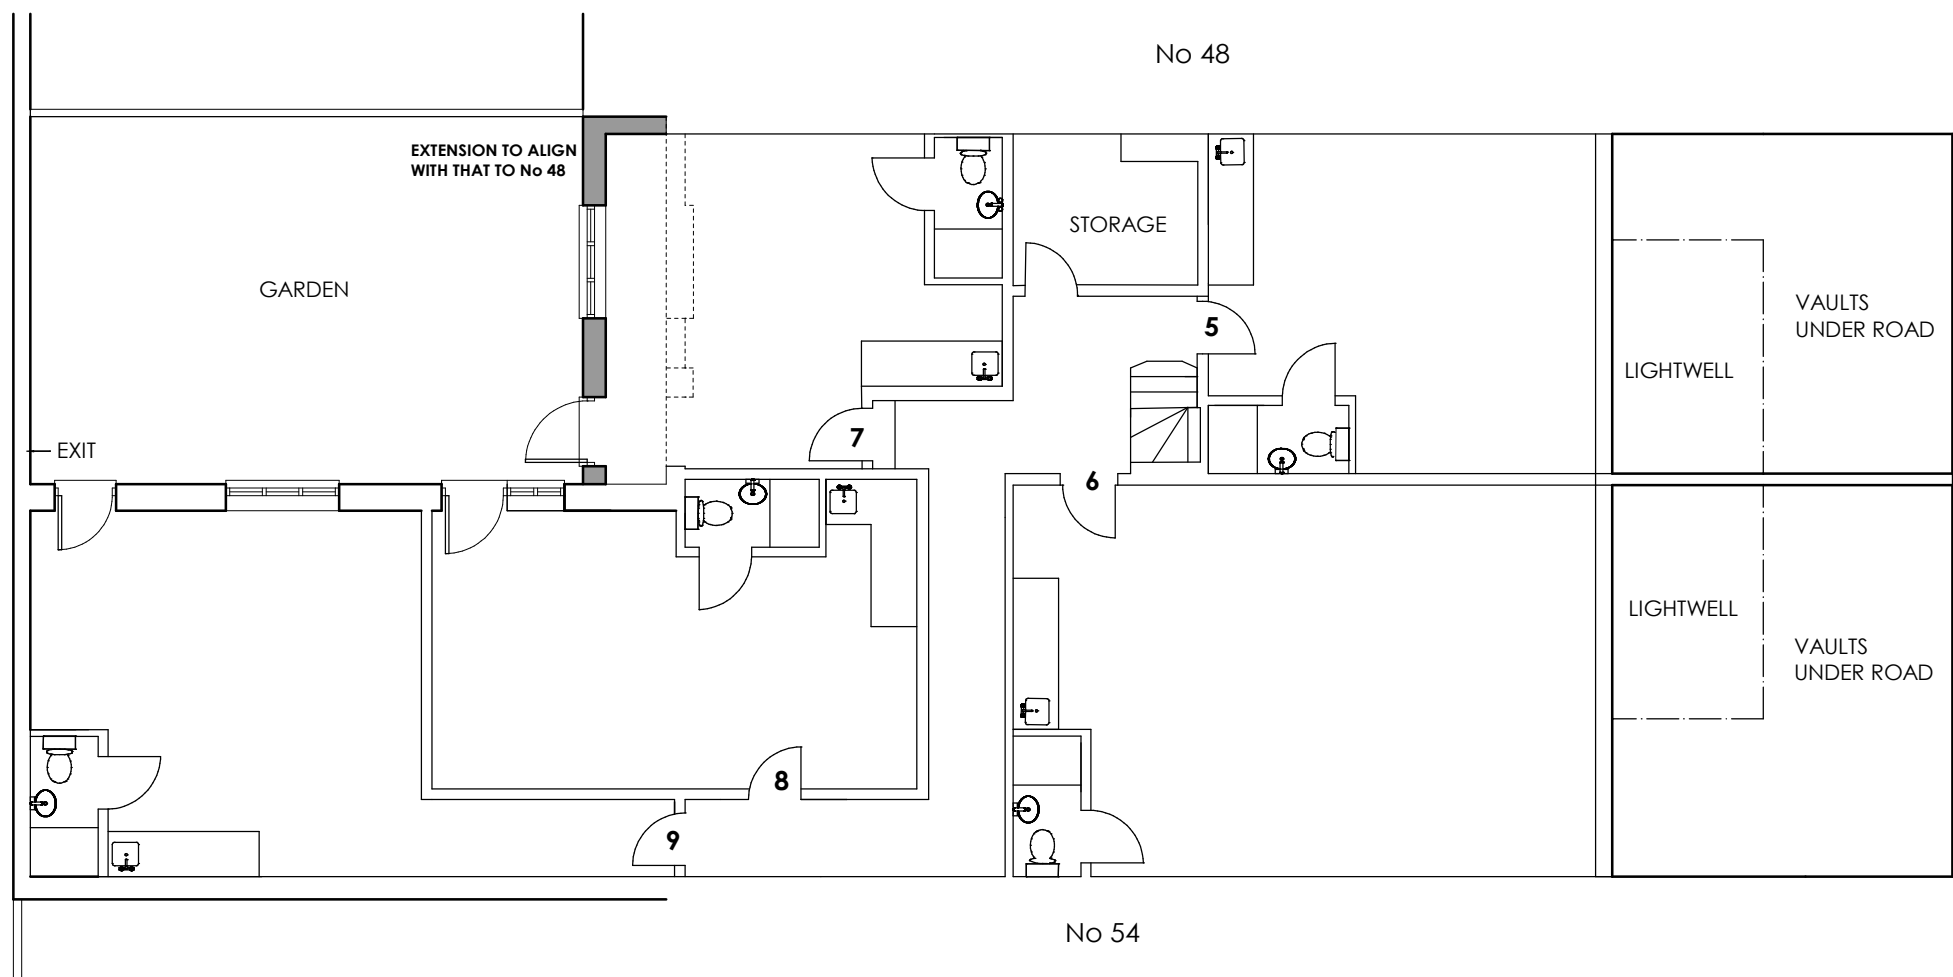 No 48
EXTENSION TO ALIGN
WITH THAT TO No 48
STORAGE
GARDEN
5
VAULTS
UNDER ROAD
LIGHTWELL
7
EXIT
6
LIGHTWELL
VAULTS
UNDER ROAD
8
9
No 54